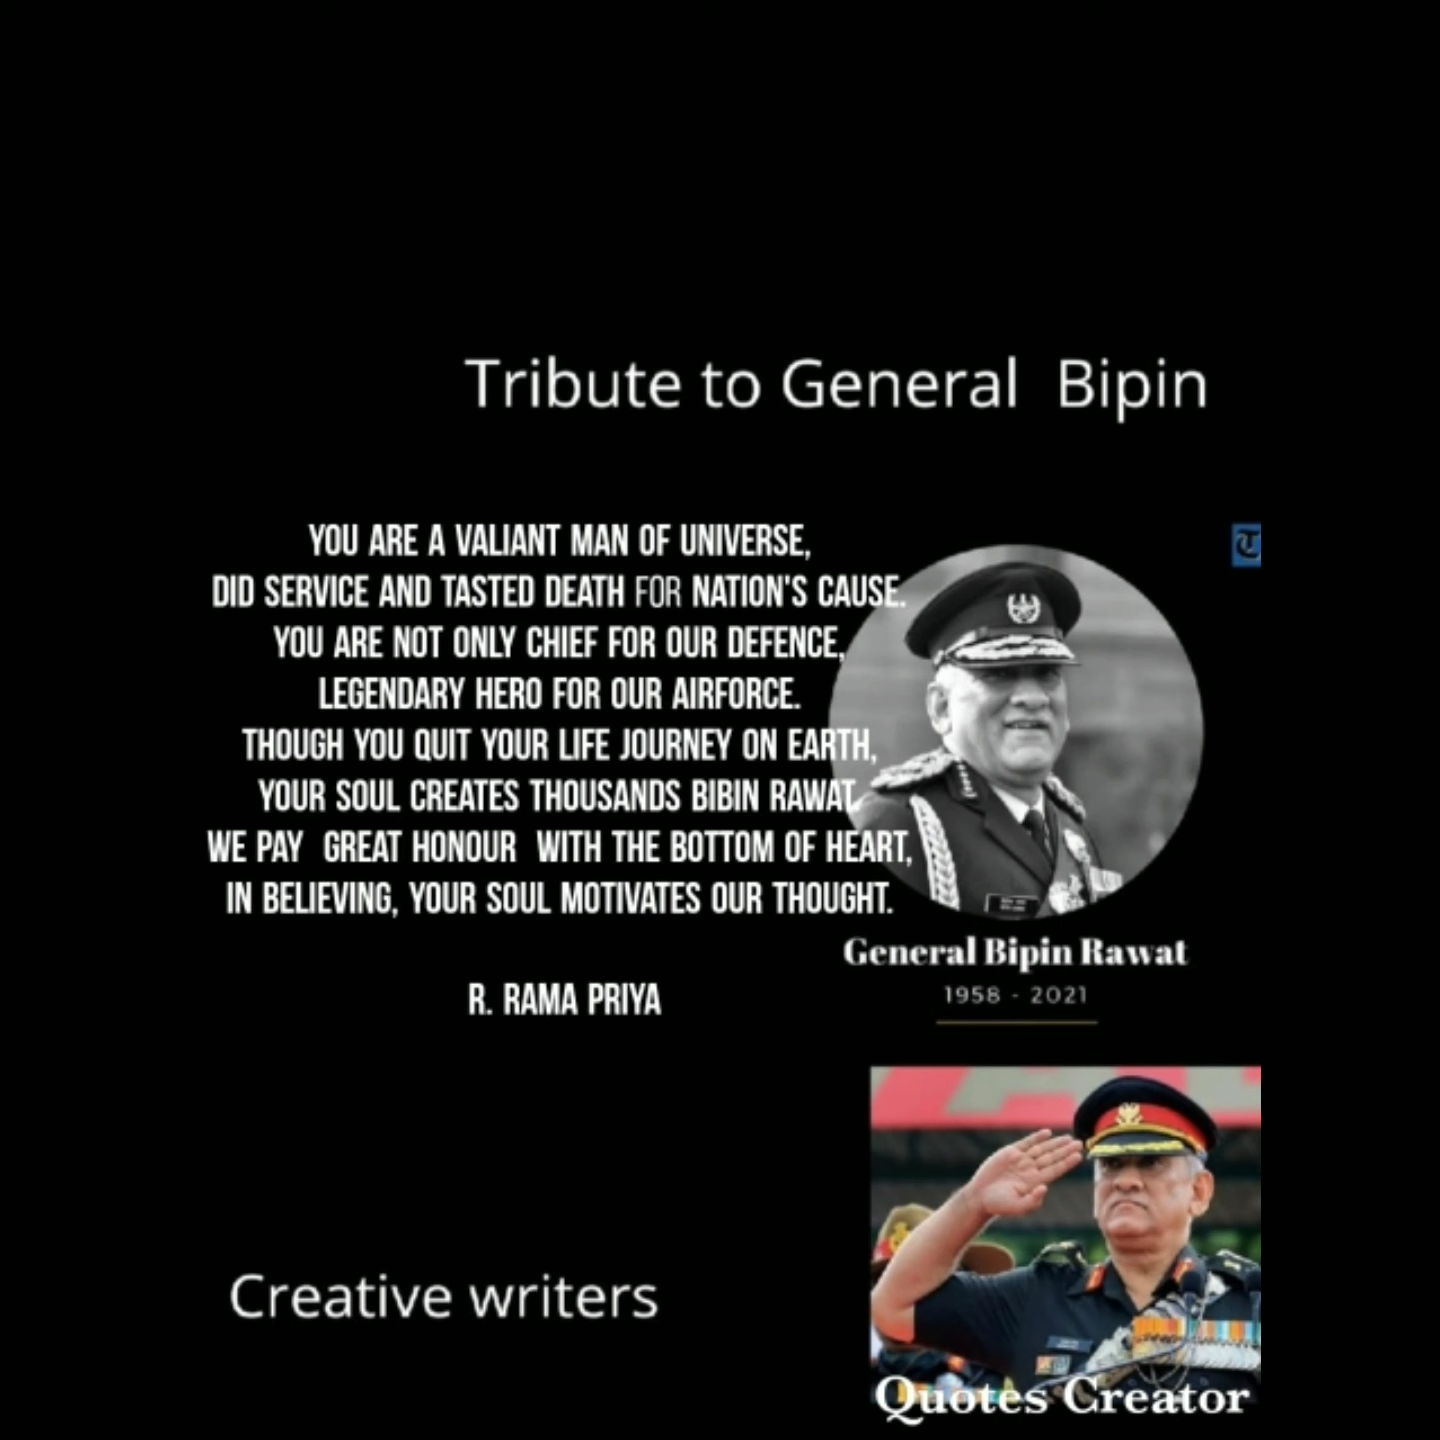 Tribute to General  Bipin
YOU ARE A VALIANT MAN OF UNIVERSE,
DID SERVICE AND TASTED DEATH FOR NATION'S CAUSE.
YOU ARE NOT ONLY CHIEF FOR OUR DEFENCE,
LEGENDARY HERO FOR OUR AIRFORCE.
THOUGH YOU QUIT YOUR LIFE JOURNEY ON EARTH,
YOUR SOUL CREATES THOUSANDS BIBIN RAWAT.
WE PAY  GREAT HONOUR  WITH THE BOTTOM OF HEART,
IN BELIEVING, YOUR SOUL MOTIVATES OUR THOUGHT.
R. RAMA PRIYA
T
General Bipin Rawat
1958 - 2021
Creative writers
Quotes Creator